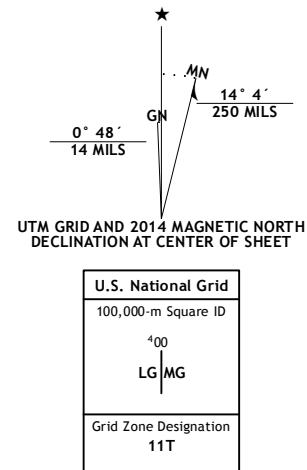 MN
GN
14° 4´
250 MILS
0° 48´
14 MILS
UTM GRID AND 2014 MAGNETIC NORTH
DECLINATION AT CENTER OF SHEET
U.S. National Grid
100,000-m Square ID
⁴00
LG MG
Grid Zone Designation
11T